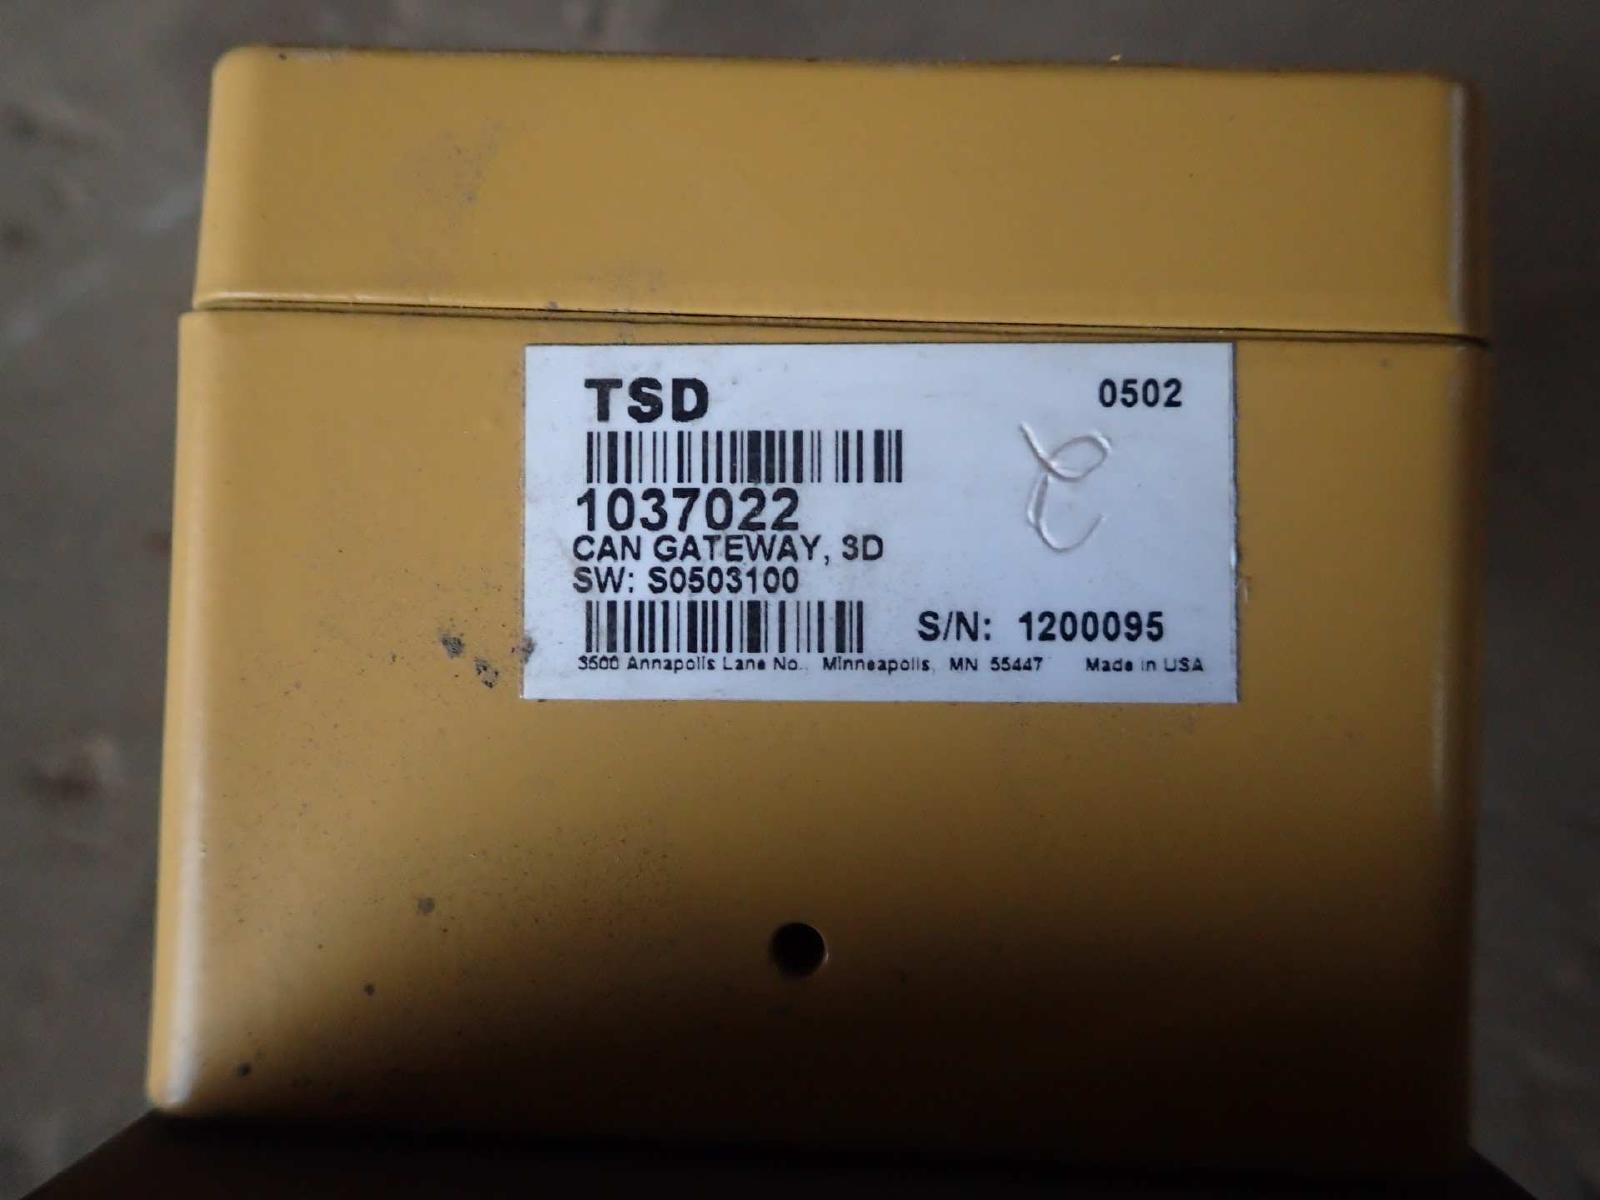 TSD 0502
1037022
CAN GATEWAY, 3D
SW: S0503100
S/N: 1200095
3500 Annapolis Lane No.. Minneapolis, MN 55447 Made in USA